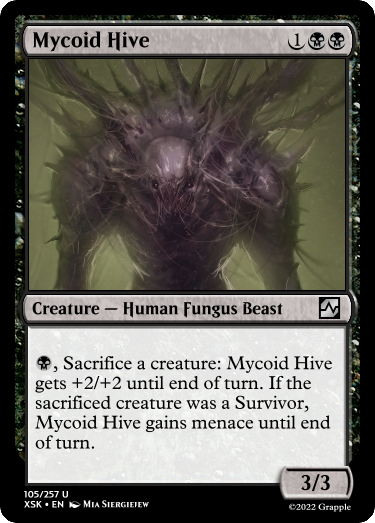 Mycoid Hive 1
Creature — Human Fungus Beast
, Sacrifice a creature: Mycoid Hive
gets +2/+2 until end of turn. If the
sacrificed creature was a Survivor,
Mycoid Hive gains menace until end
of turn.
3/3
105/257 U
XSK • EN Mia Siergiejew
©2022 Grapple